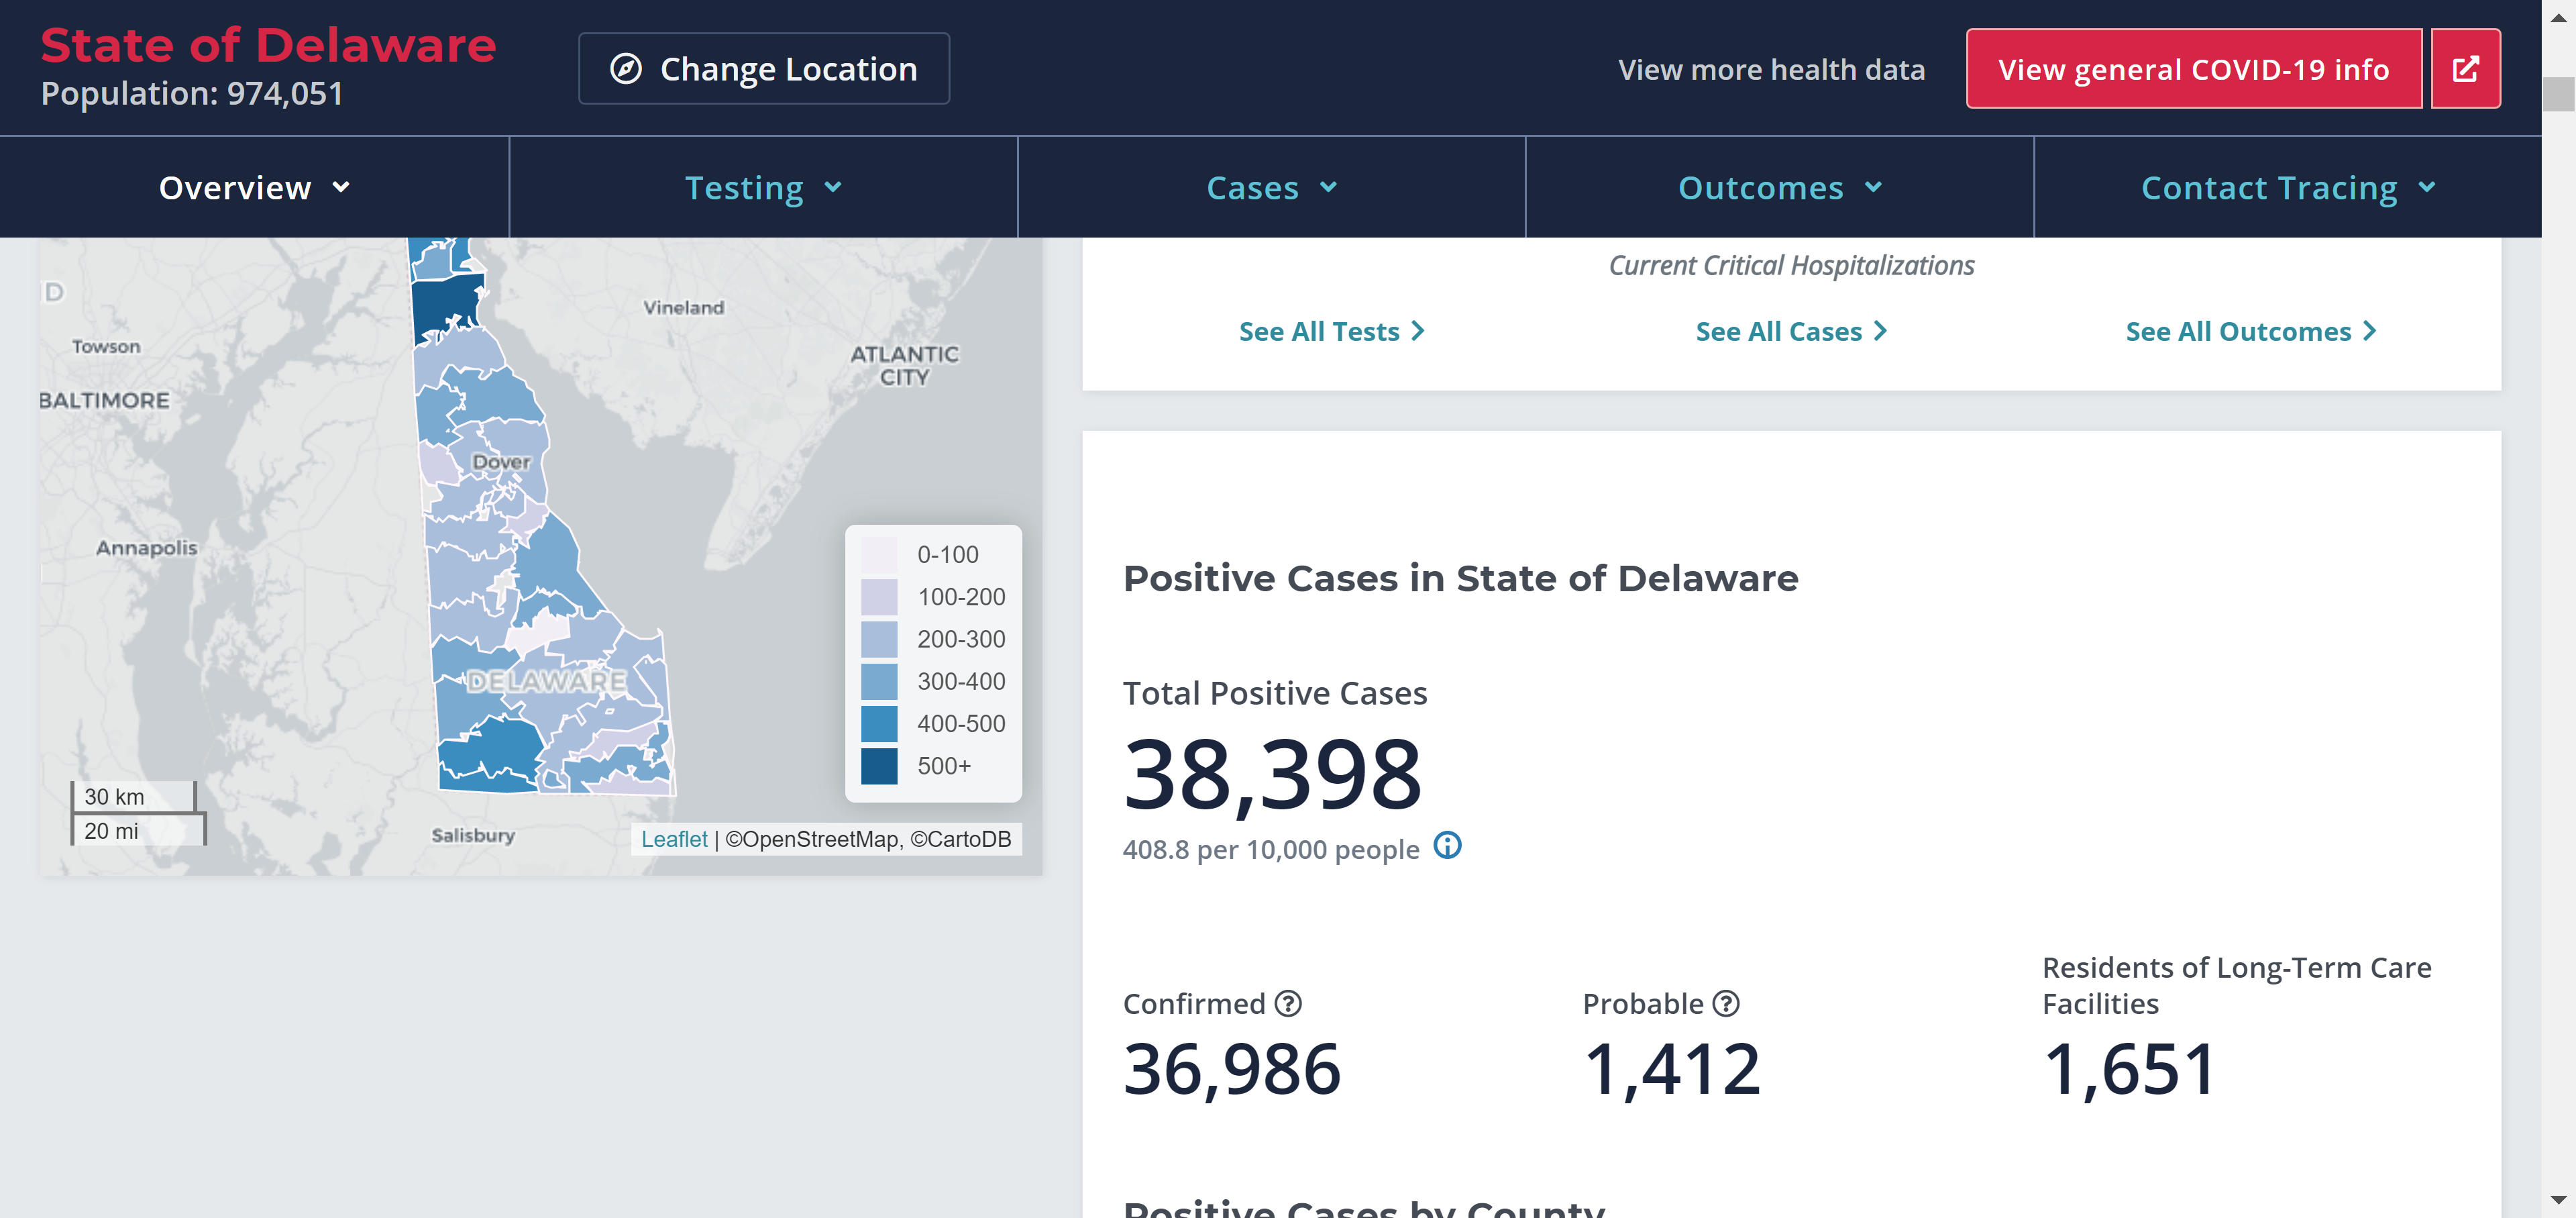 State of Delaware
Population: 974,051
Change Location
View more health data
View general COVID-19 info
Overview
Testing
Cases
Outcomes
Contact Tracing
D
Towson
BALTIMORE
Annapolis
Vineland
ATLANTIC
CITY
Dover
DELAWARE
Salisbury
0-100
100-200
200-300
300-400
400-500
500+
30 km
20 mi
Leaflet | ©OpenStreetMap, ©CartoDB
Current Critical Hospitalizations
See All Tests
See All Cases
See All Outcomes
Positive Cases in State of Delaware
Total Positive Cases
38,398
408.8 per 10,000 people
Confirmed
36,986
Probable
1,412
Residents of Long-Term Care
Facilities
1,651
Positive Cases by County